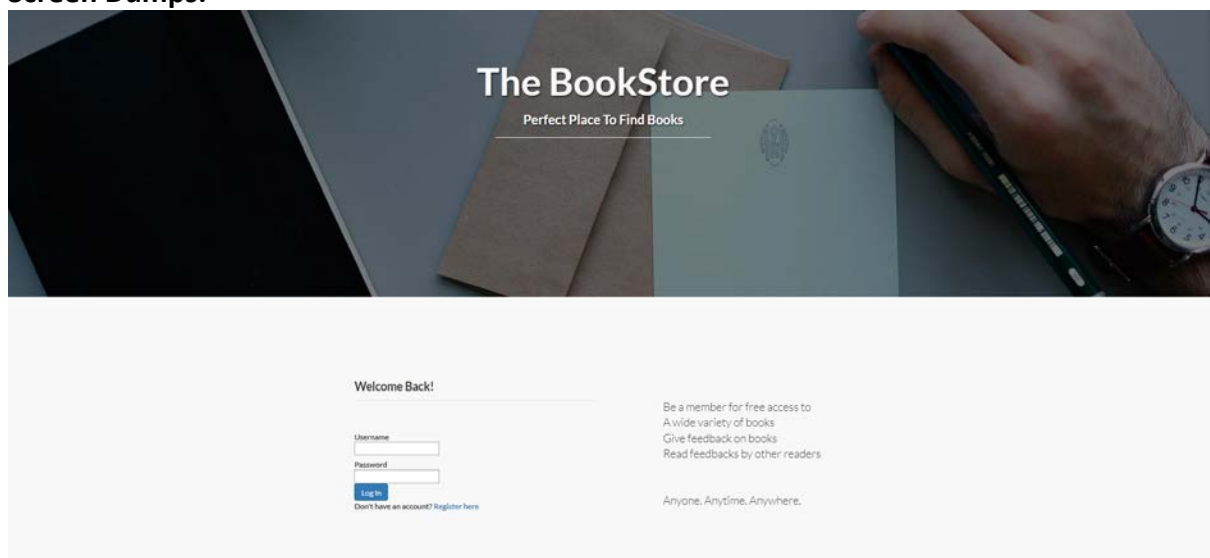 Screen Dumps:
The BookStore
Perfect Place To Find Books
Welcome Back!
Username
Password
Log In
Don't have an account? Register here
Be a member for free access to
A wide variety of books
Give feedback on books
Read feedbacks by other readers
Anyone. Anytime. Anywhere.